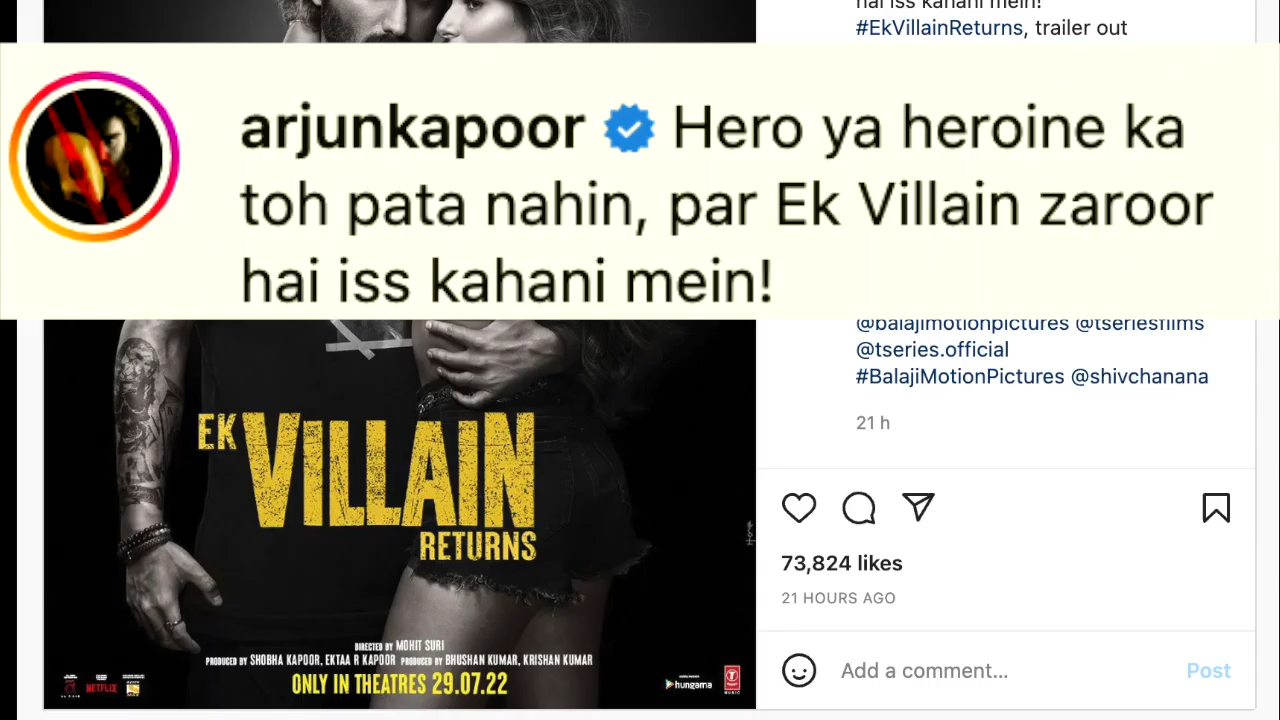 hai iss kahani mein!
#EkVillainReturns, trailer out
arjunkapoor Hero ya heroine ka
toh pata nahin, par Ek Villain zaroor
hai iss kahani mein!
@balajimotionpictures @tseriesfilms
@tseries.official
#BalajiMotionPictures @shivchanana
21 h
EK VILLAIN
RETURNS
DIRECTED BY MOHIT SURI
PRODUCED BY SHOBHA KAPOOR, EKTAA R KAPOOR PRODUCED BY BHUSHAN KUMAR, KRISHAN KUMAR
ONLY IN THEATRES 29.07.22
NETFLIX
hungama
73,824 likes
21 HOURS AGO
Add a comment... Post